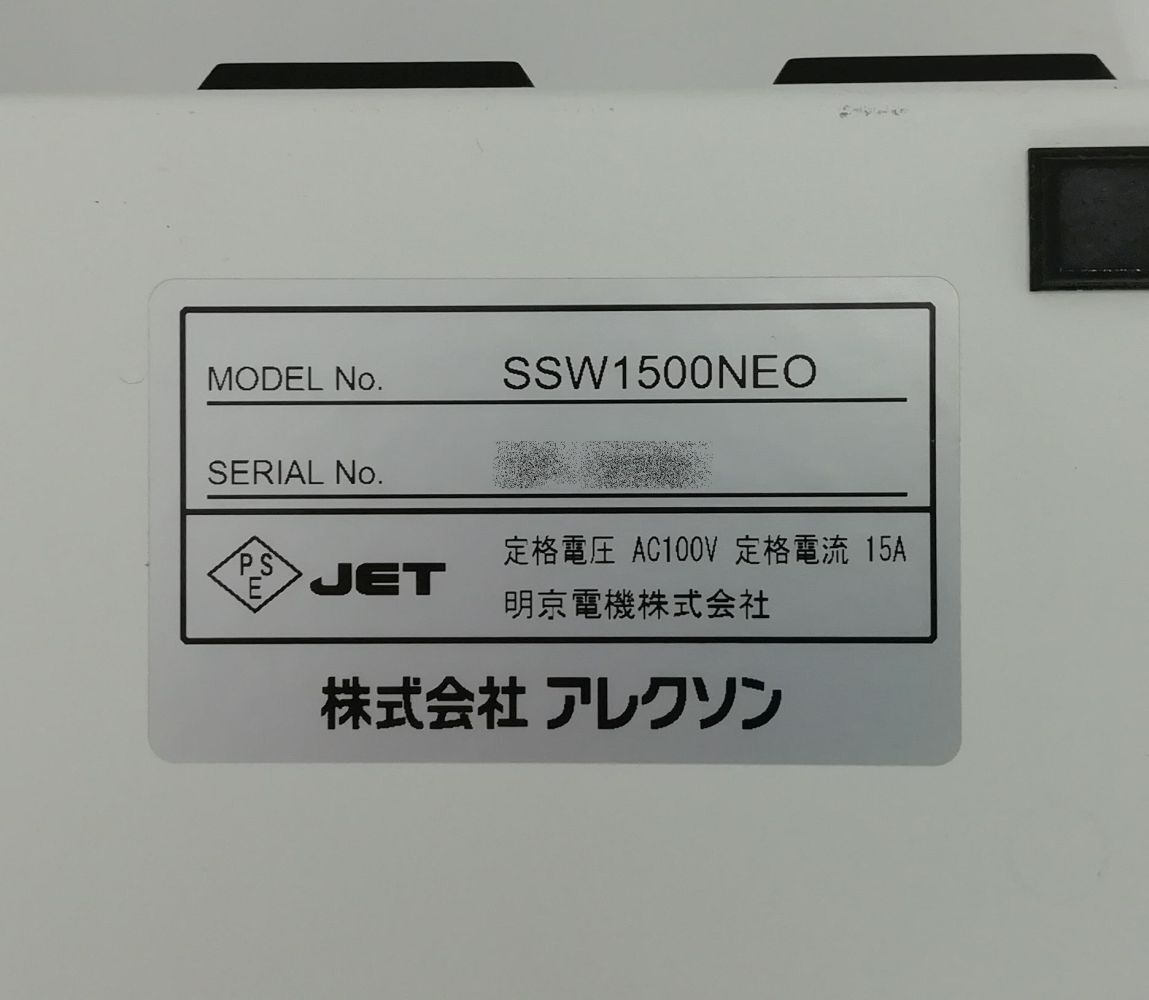 MODEL No. SSW1500NEO
SERIAL No.
PSE JET 定格電圧 AC100V 定格電流 15A
明京電機株式会社
株式会社 アレクソン